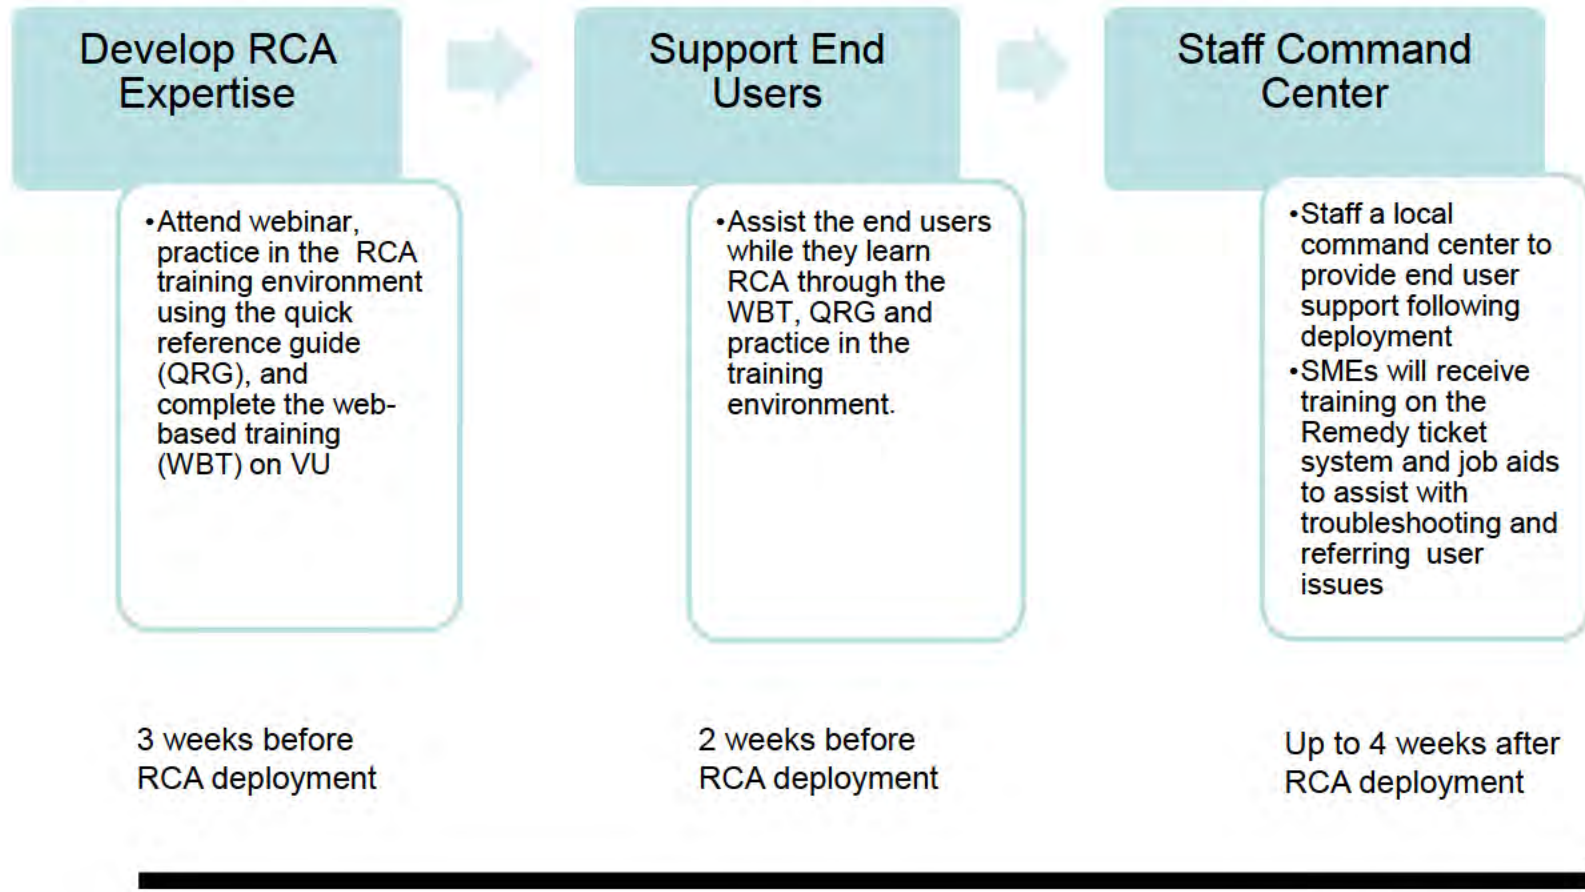 Develop RCA
Expertise
•Attend webinar,
practice in the RCA
training environment
using the quick
reference guide
(QRG), and
complete the web-
based training
(WBT) on VU
3 weeks before
RCA deployment
Support End
Users
•Assist the end users
while they learn
RCA through the
WBT, QRG and
practice in the
training
environment.
2 weeks before
RCA deployment
Staff Command
Center
•Staff a local
command center to
provide end user
support following
deployment
•SMEs will receive
training on the
Remedy ticket
system and job aids
to assist with
troubleshooting and
referring user
issues
Up to 4 weeks after
RCA deployment